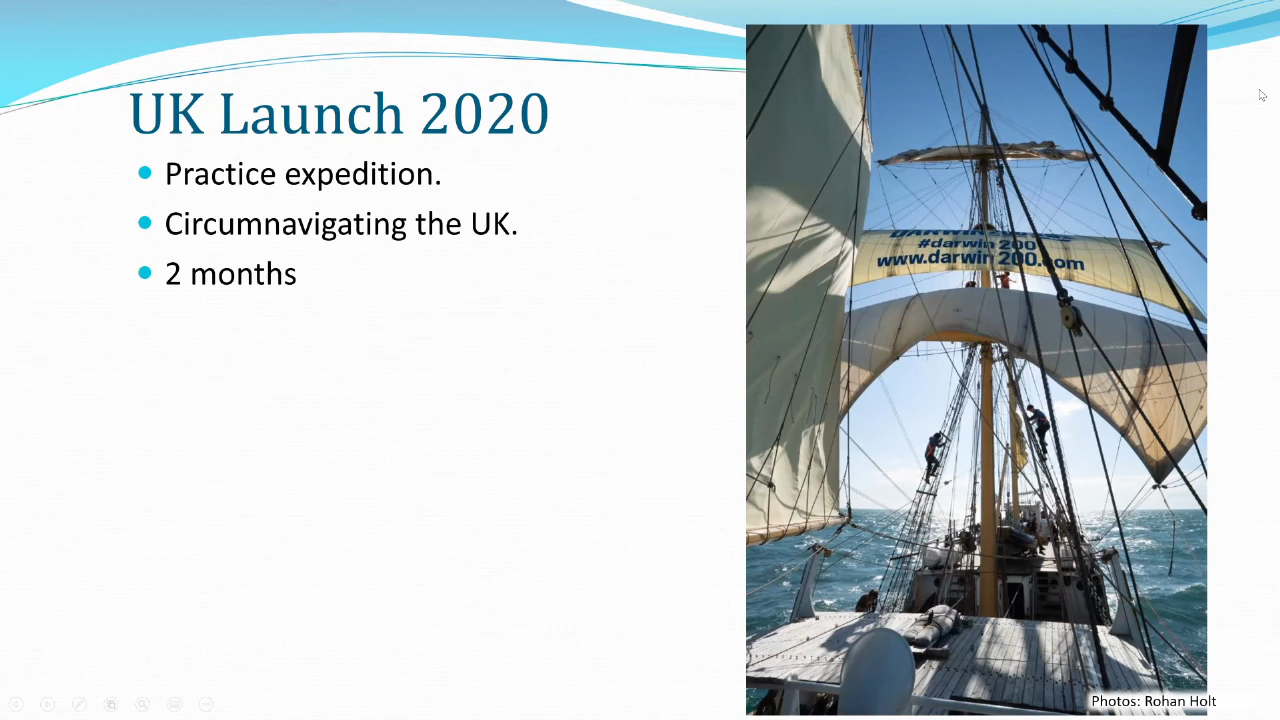 UK Launch 2020
Practice expedition.
Circumnavigating the UK.
2 months
#darwin200
www.darwin200.com
Photos: Rohan Holt